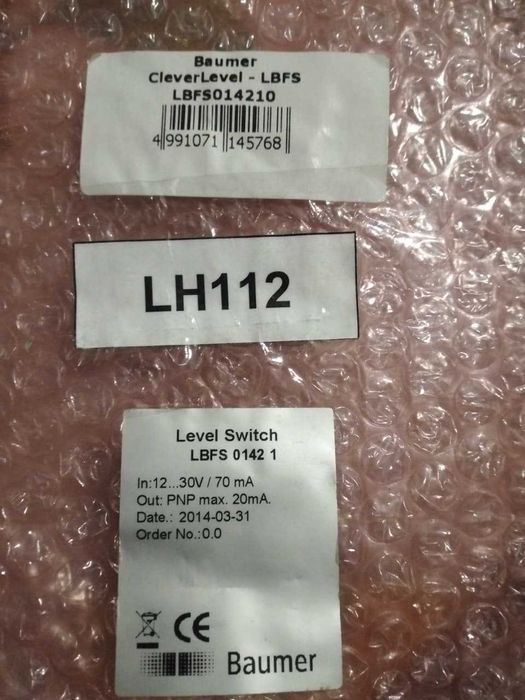 Baumer
CleverLevel - LBFS
LBFS014210
4 991071 145768
LH112
Level Switch
LBFS 0142 1
In:12...30V / 70 mA
Out: PNP max. 20mA.
Date.: 2014-03-31
Order No.:0.0
CE
Baumer